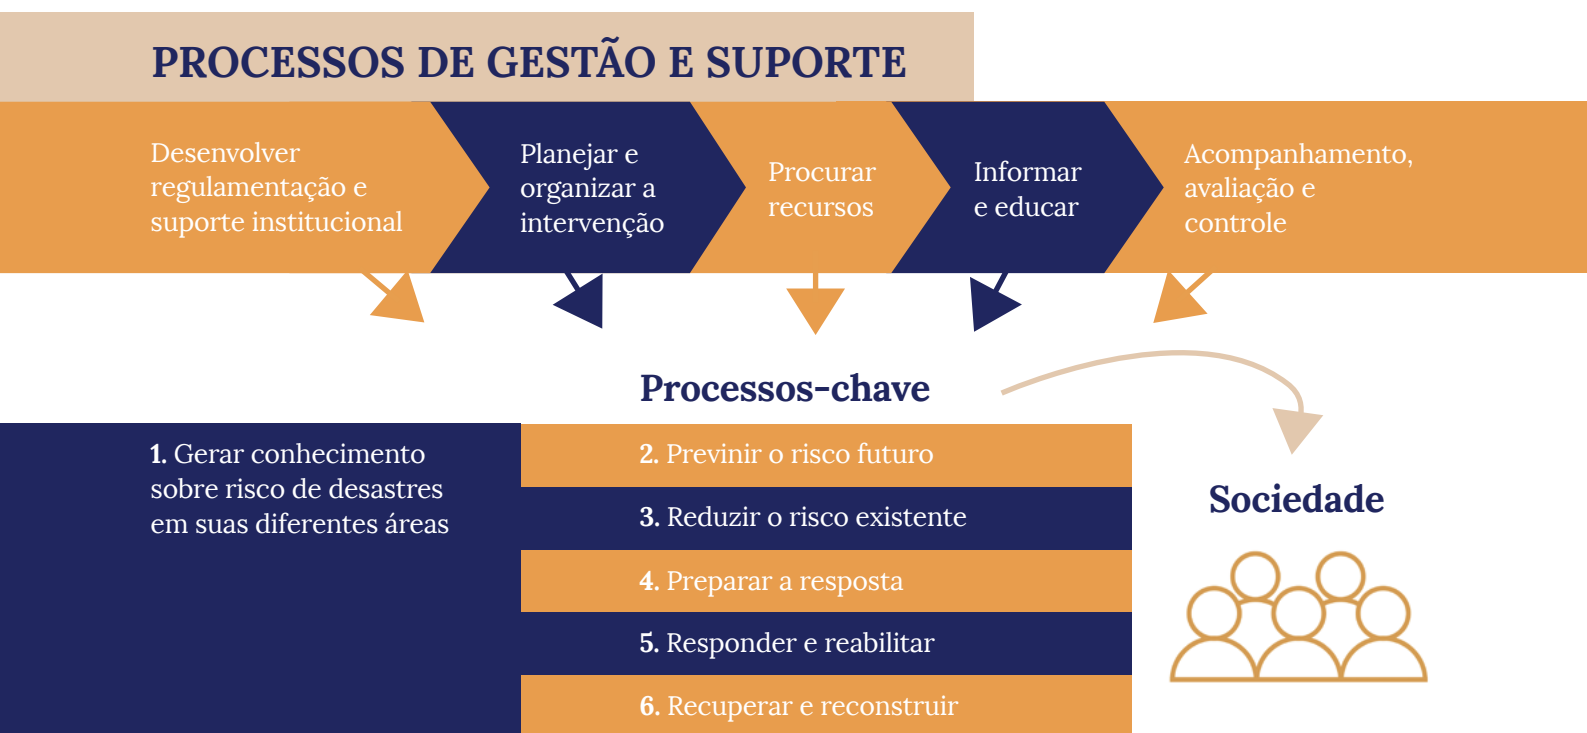 PROCESSOS DE GESTÃO E SUPORTE
Desenvolver
regulamentação e
suporte institucional
Planejar e
organizar a
intervenção
Procurar
recursos
Informar
e educar
Acompanhamento,
avaliação e
controle
Processos-chave
1. Gerar conhecimento
sobre risco de desastres
em suas diferentes áreas
2. Previnir o risco futuro
3. Reduzir o risco existente
4. Preparar a resposta
5. Responder e reabilitar
6. Recuperar e reconstruir
Sociedade